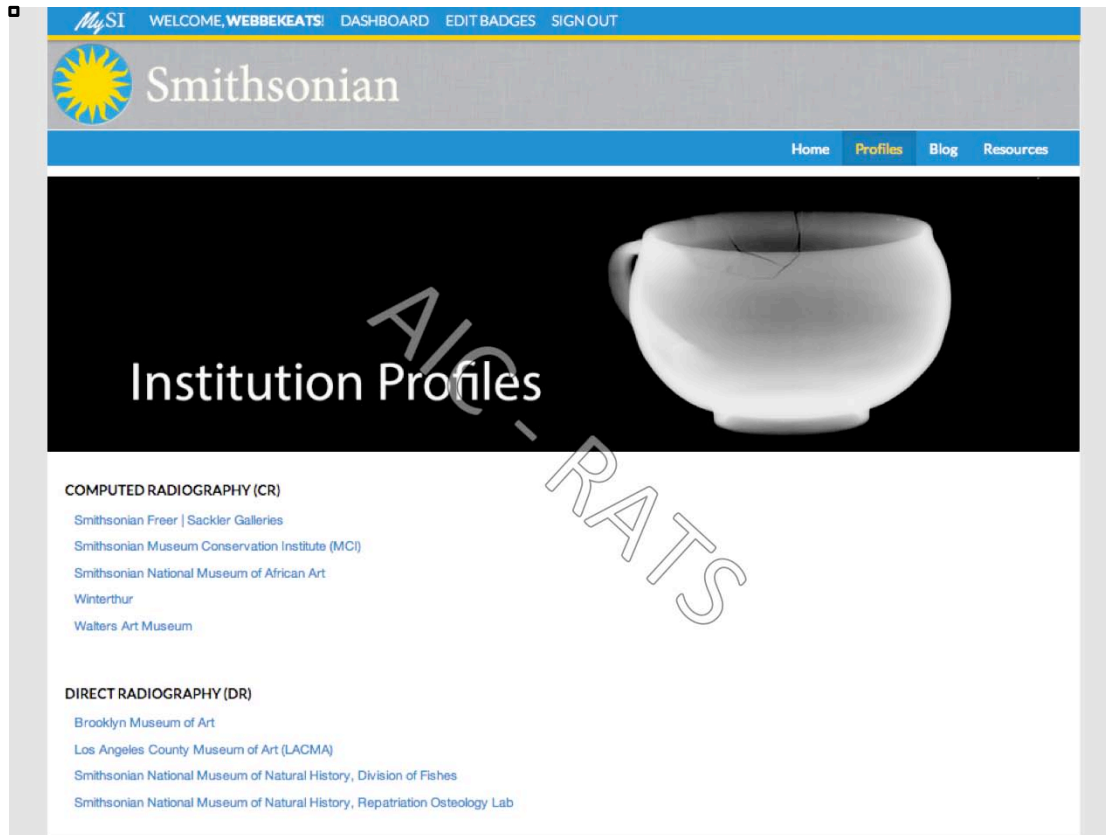 MySI WELCOME, WEBBEKEATS! DASHBOARD EDIT BADGES SIGN OUT
Smithsonian
Home Profiles Blog Resources
Institution Profiles
AIC - RATS
COMPUTED RADIOGRAPHY (CR)
Smithsonian Freer | Sackler Galleries
Smithsonian Museum Conservation Institute (MCI)
Smithsonian National Museum of African Art
Winterthur
Walters Art Museum
DIRECT RADIOGRAPHY (DR)
Brooklyn Museum of Art
Los Angeles County Museum of Art (LACMA)
Smithsonian National Museum of Natural History, Division of Fishes
Smithsonian National Museum of Natural History, Repatriation Osteology Lab